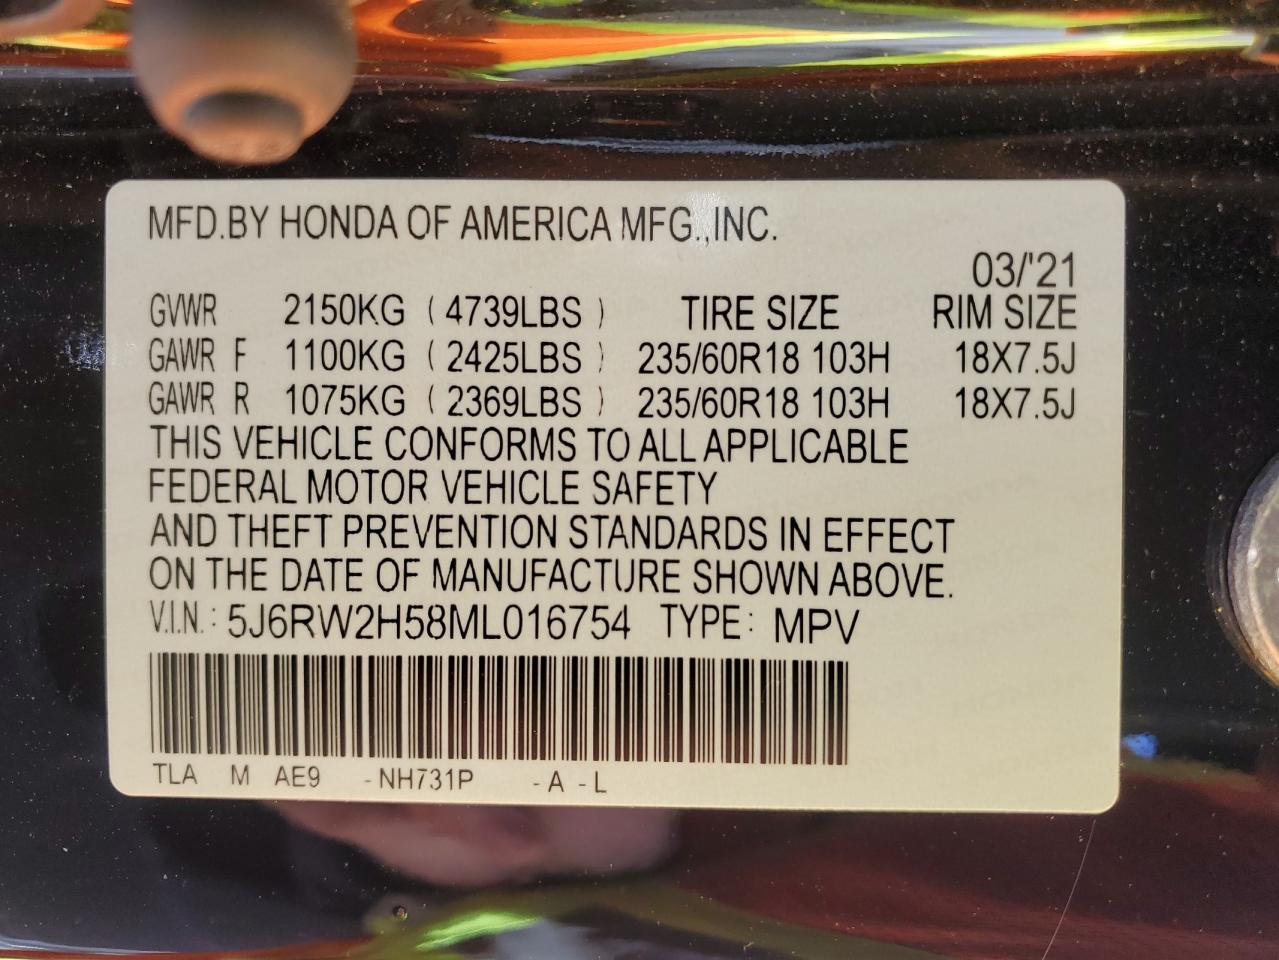 MFD.BY HONDA OF AMERICA MFG.,INC.
03/'21
GVWR 2150KG ( 4739LBS ) TIRE SIZE RIM SIZE
GAWR F 1100KG ( 2425LBS ) 235/60R18 103H 18X7.5J
GAWR R 1075KG ( 2369LBS ) 235/60R18 103H 18X7.5J
THIS VEHICLE CONFORMS TO ALL APPLICABLE
FEDERAL MOTOR VEHICLE SAFETY
AND THEFT PREVENTION STANDARDS IN EFFECT
ON THE DATE OF MANUFACTURE SHOWN ABOVE.
V.I.N.: 5J6RW2H58ML016754 TYPE: MPV
TLA M AE9 -NH731P -A -L